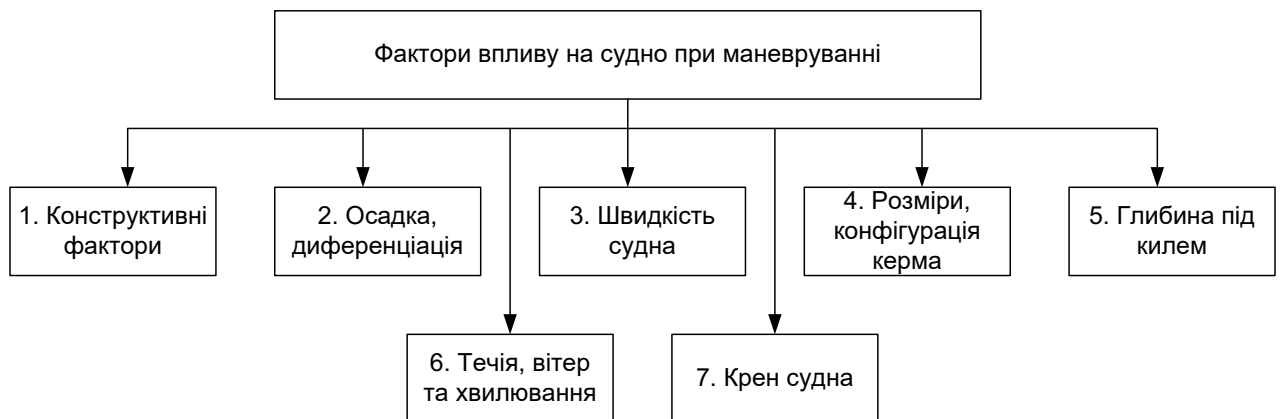 Фактори впливу на судно при маневруванні
1. Конструктивні
фактори
2. Осадка,
диференціація
3. Швидкість
судна
4. Розміри,
конфігурація
керма
5. Глибина під
килем
6. Течія, вітер
та хвилювання
7. Крен судна